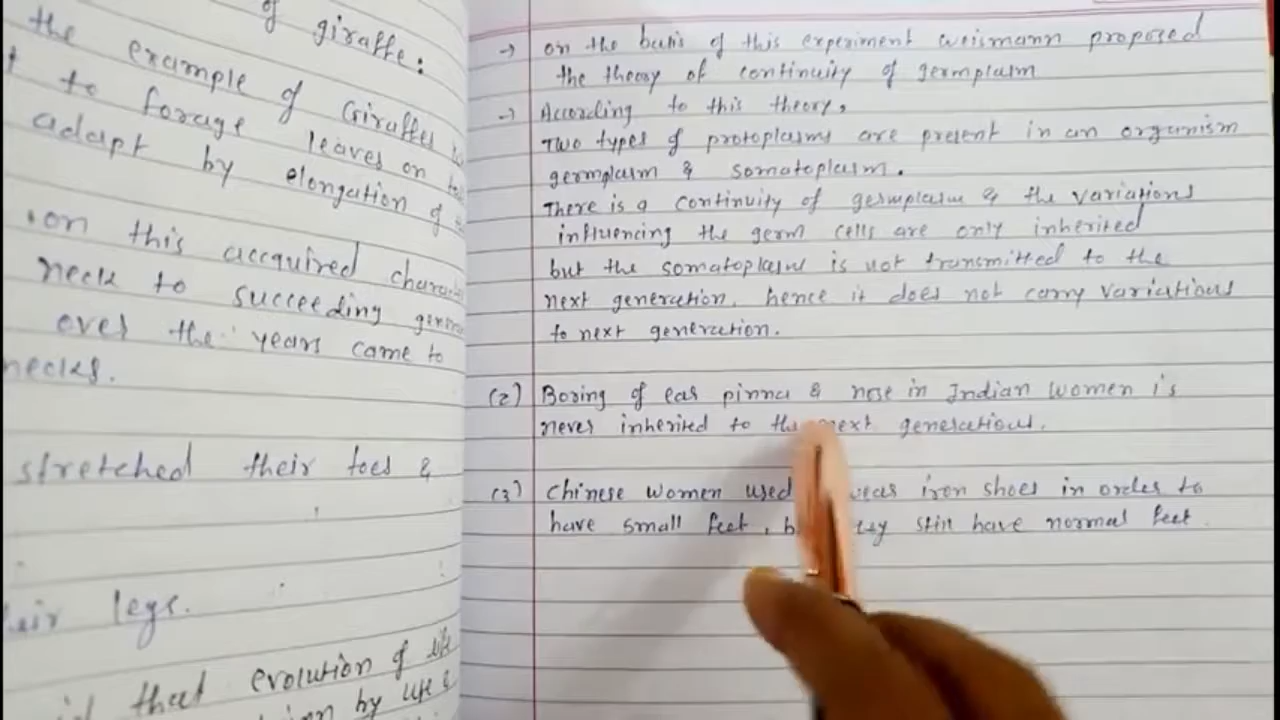 of giraffe:
the example of Giraffes
to forage leaves on
adapt by elongation of
on this accquired
neck to succeeding
over the years came to
necks.
stretched their toes &
legs.
that evolution of life
by use &
→ on the basis of this experiment weismann proposed
the theory of continuity of germplasm
→ According to this theory,
Two types of protoplasms are present in an organism
germplasm & somatoplasm.
There is a continuity of germplasm & the variations
influencing the germ cells are only inherited
but the somatoplasm is not transmitted to the
next generation. hence it does not carry variations
to next generation.
(2) Boring of ear pinna & nose in Indian women is
never inherited to the next generations.
(3) Chinese women used wear iron shoes in order to
have small feet, still have normal feet